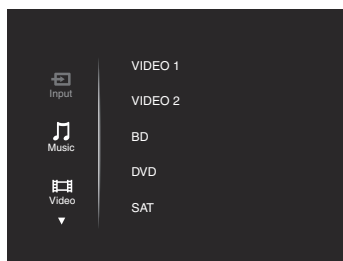 Input
Music
Video
VIDEO 1
VIDEO 2
BD
DVD
SAT